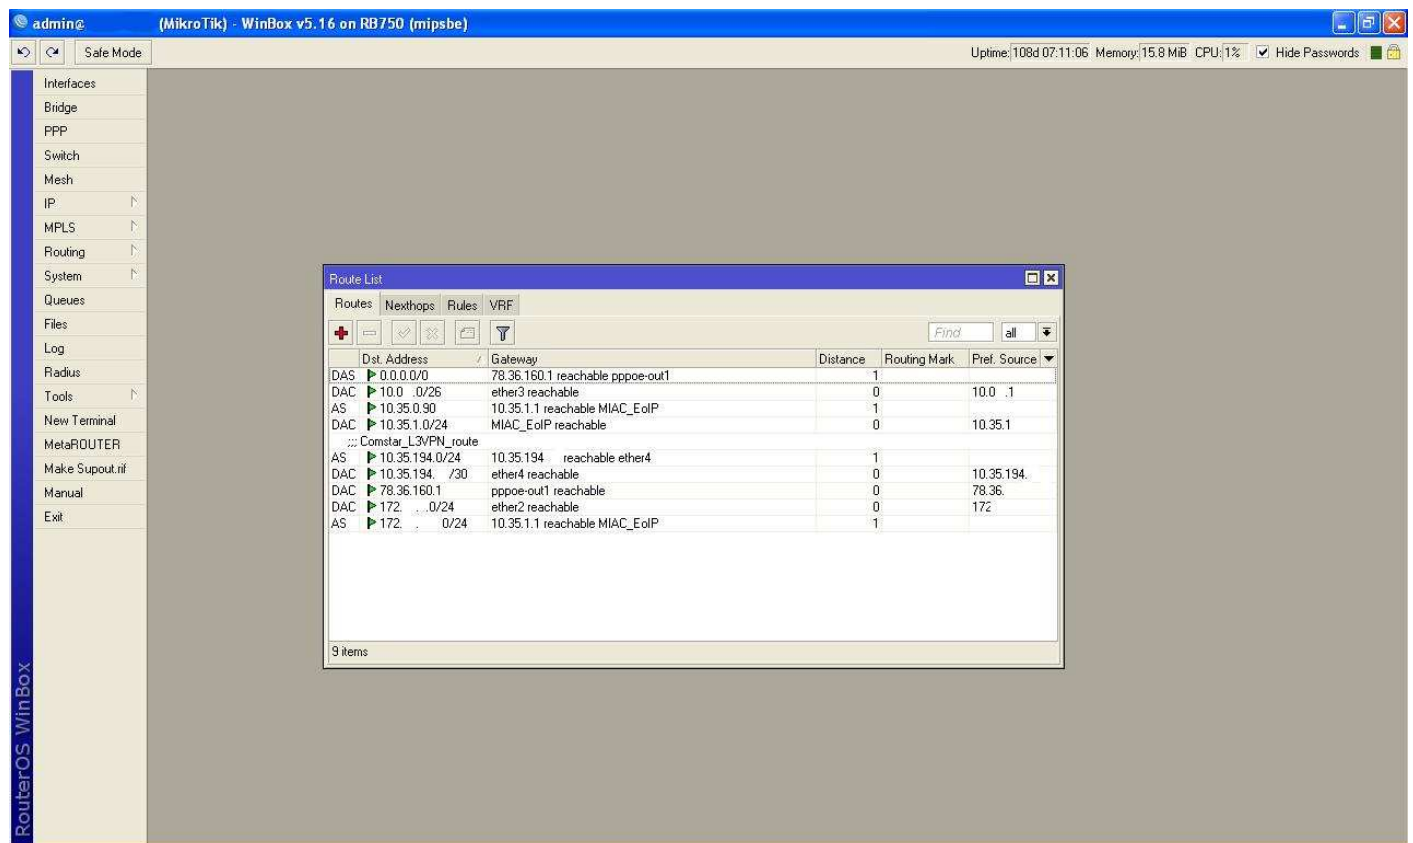 admin@ (MikroTik) - WinBox v5.16 on RB750 (mipsbe)
Safe Mode Uptime: 108d 07:11:06 Memory: 15.8 MiB CPU: 1% Hide Passwords
Interfaces
Bridge
PPP
Switch
Mesh
IP
MPLS
Routing
System
Queues
Files
Log
Radius
Tools
New Terminal
MetaROUTER
Make Supout.rif
Manual
Exit
RouterOS WinBox
Route List
Routes Nexthops Rules VRF
Find all
Dst. Address Gateway Distance Routing Mark Pref. Source
DAS 0.0.0.0/0 78.36.160.1 reachable pppoe-out1 1
DAC 10.0 .0/26 ether3 reachable 0 10.0 .1
AS 10.35.0.90 10.35.1.1 reachable MIAC_EoIP 1
DAC 10.35.1.0/24 MIAC_EoIP reachable 0 10.35.1
;;; Comstar_L3VPN_route
AS 10.35.194.0/24 10.35.194 reachable ether4 1
DAC 10.35.194. /30 ether4 reachable 0 10.35.194.
DAC 78.36.160.1 pppoe-out1 reachable 0 78.36.
DAC 172. . .0/24 ether2 reachable 0 172
AS 172. . 0/24 10.35.1.1 reachable MIAC_EoIP 1
9 items